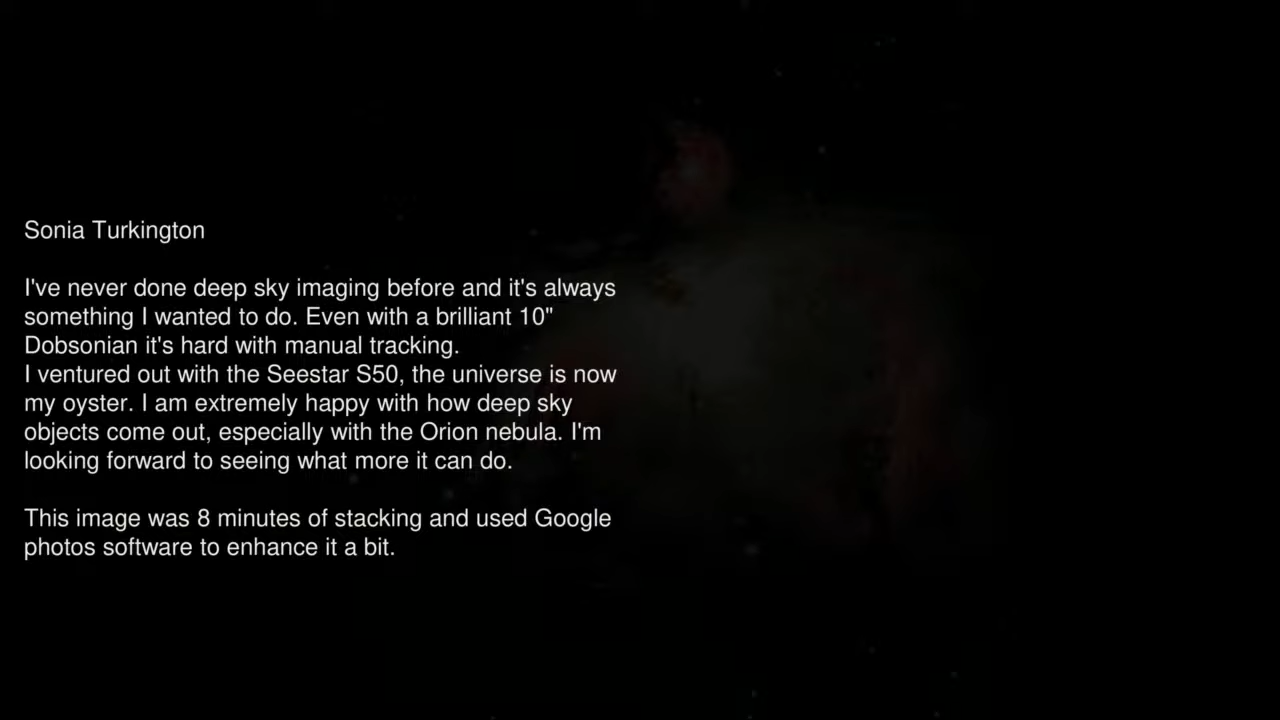 Sonia Turkington
I've never done deep sky imaging before and it's always
something I wanted to do. Even with a brilliant 10"
Dobsonian it's hard with manual tracking.
I ventured out with the Seestar S50, the universe is now
my oyster. I am extremely happy with how deep sky
objects come out, especially with the Orion nebula. I'm
looking forward to seeing what more it can do.
This image was 8 minutes of stacking and used Google
photos software to enhance it a bit.